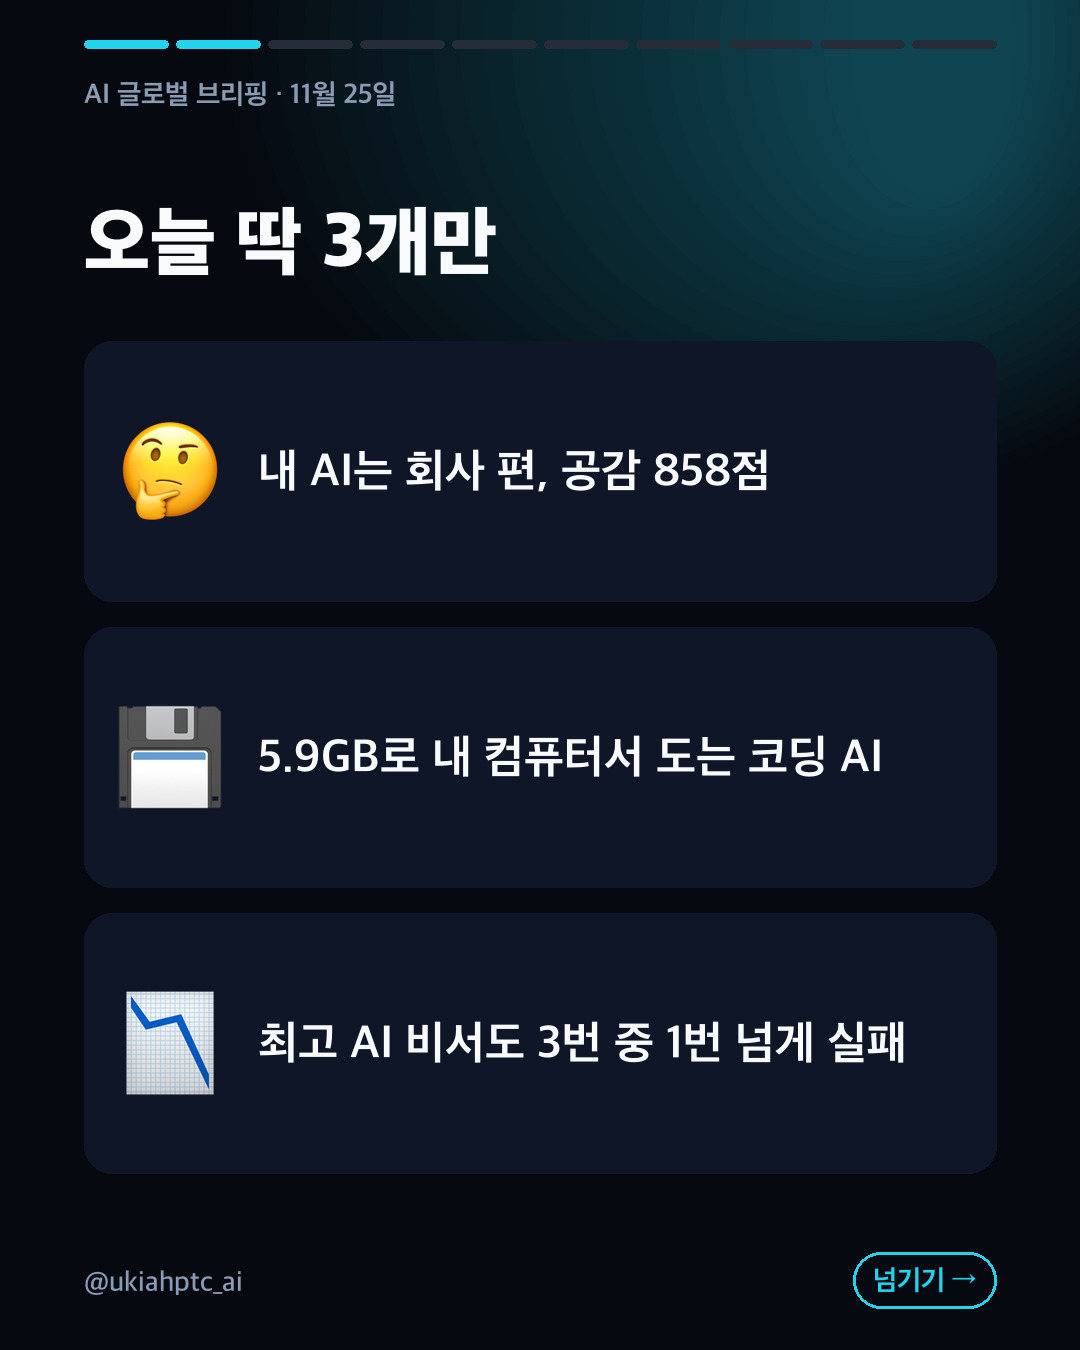 AI 글로벌 브리핑 · 11월 25일
오늘 딱 3개만
내 AI는 회사 편, 공감 858점
5.9GB로 내 컴퓨터서 도는 코딩 AI
최고 AI 비서도 3번 중 1번 넘게 실패
@ukiahptc_ai
넘기기 →